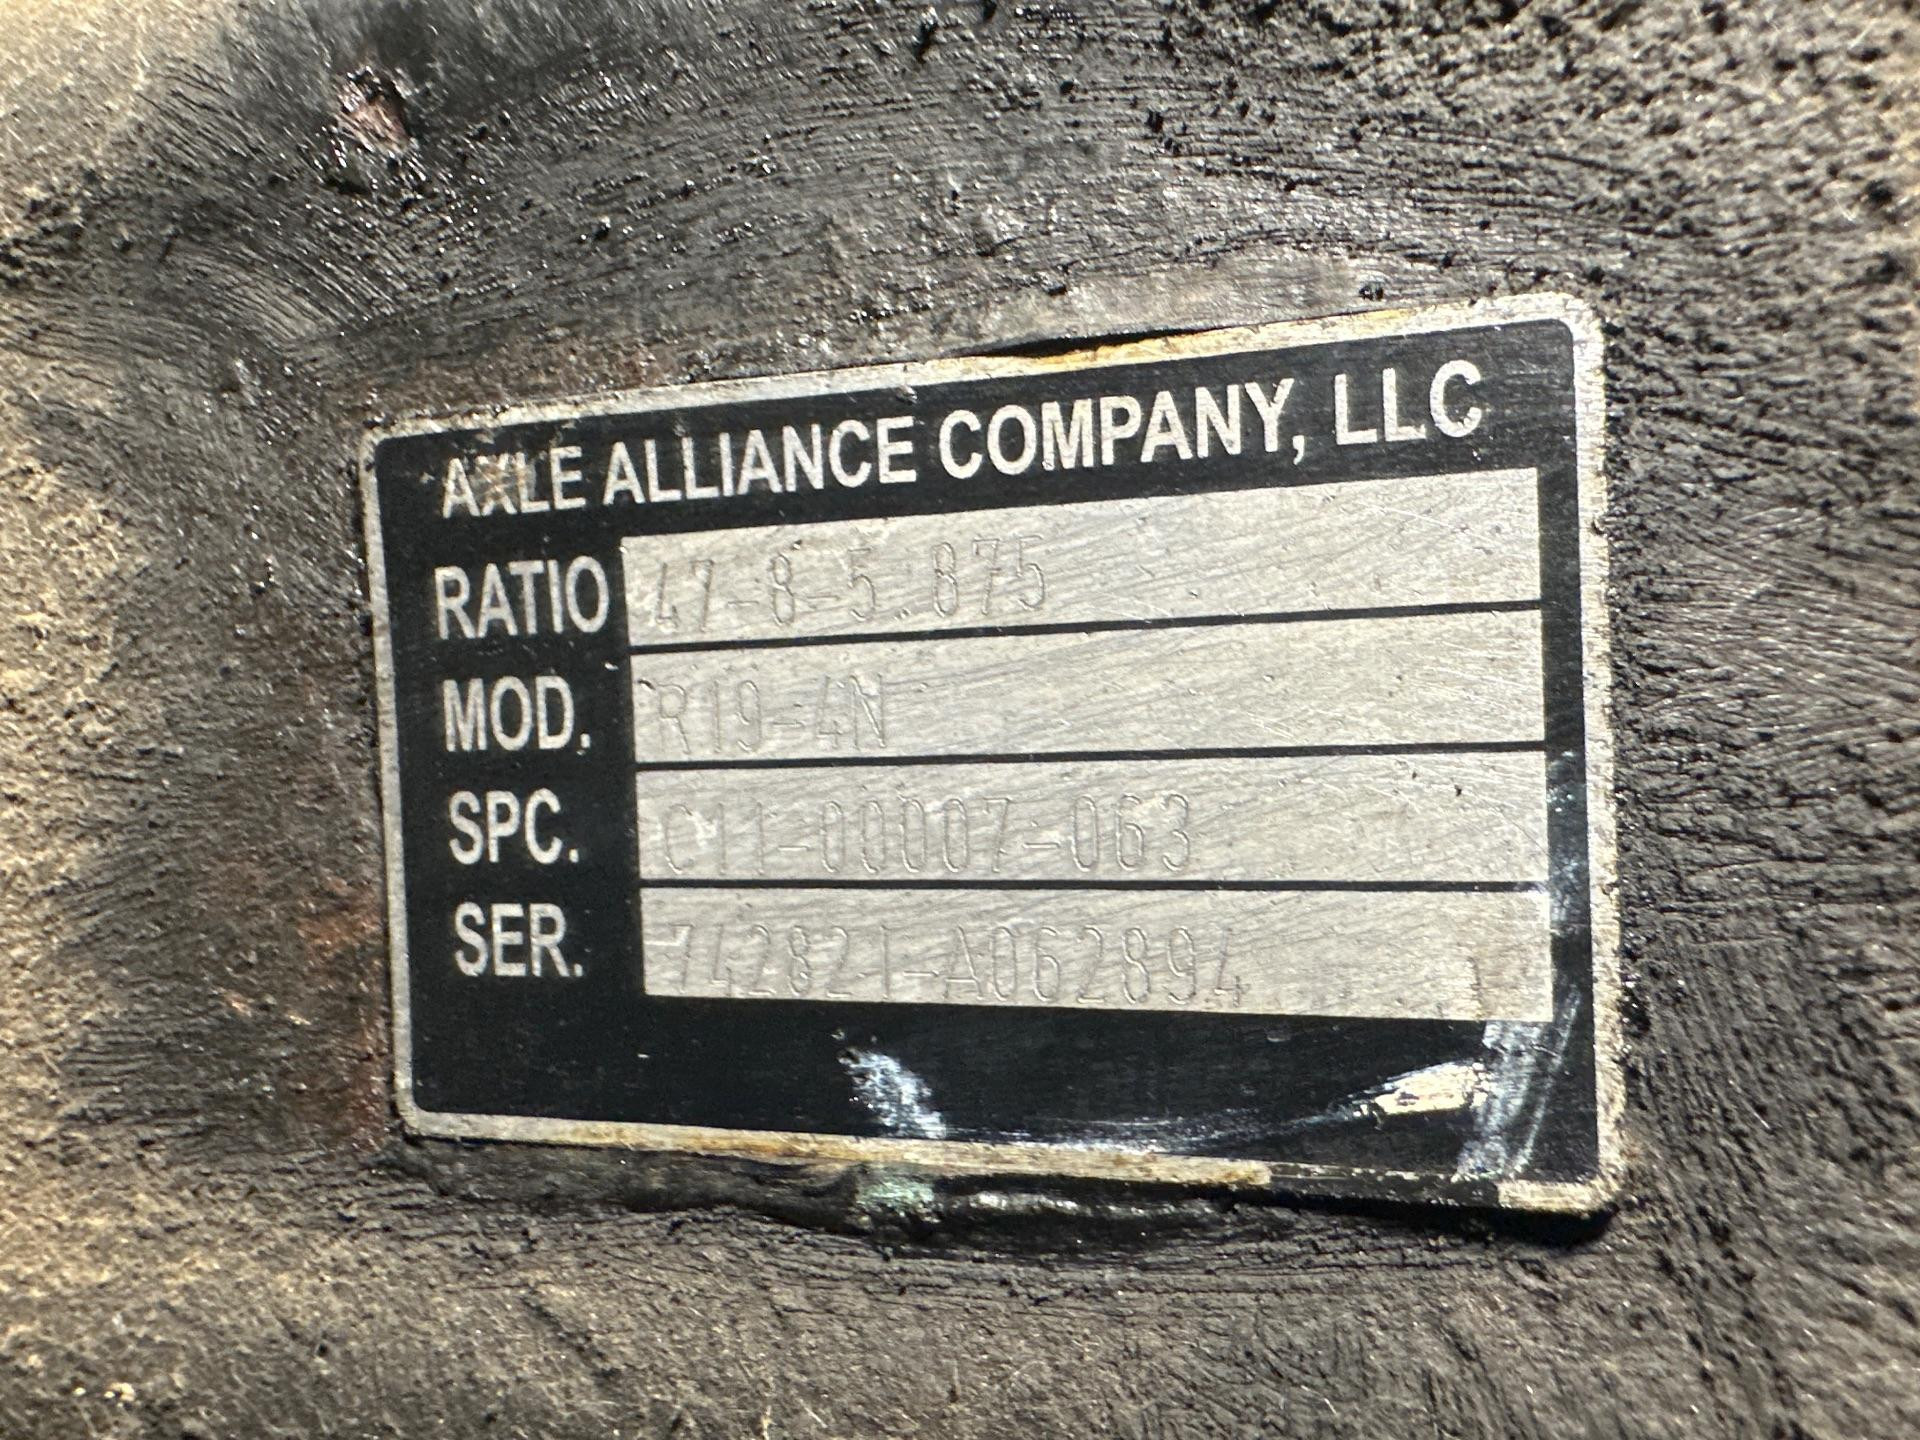 AXLE ALLIANCE COMPANY, LLC
RATIO 47-8-5.875
MOD. R19-4N
SPC. C11-00007-063
SER. 742821-A062894